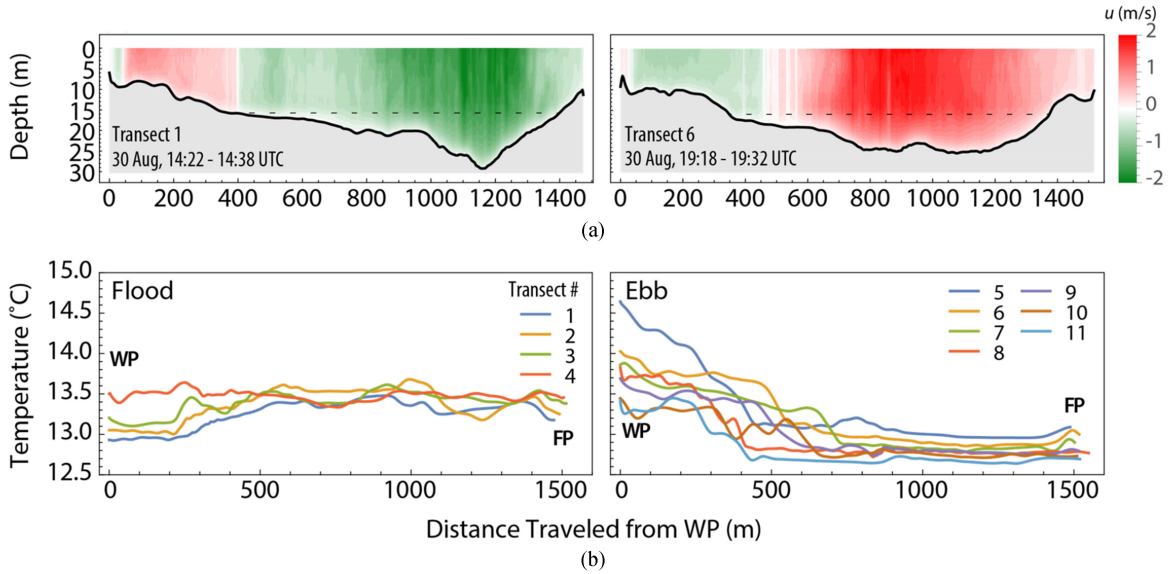 u (m/s)
(a)
Depth (m)
0
5
10
15
20
25
30
Transect 1
30 Aug, 14:22 - 14:38 UTC
0 200 400 600 800 1000 1200 1400
Transect 6
30 Aug, 19:18 - 19:32 UTC
0 200 400 600 800 1000 1200 1400
2
1
0
-1
-2
(a)
Temperature (˚C)
15.0
14.5
14.0
13.5
13.0
12.5
Flood
WP
FP
Transect #
1
2
3
4
0 500 1000 1500
Ebb
WP
FP
5 9
6 10
7 11
8
0 500 1000 1500
Distance Traveled from WP (m)
(b)